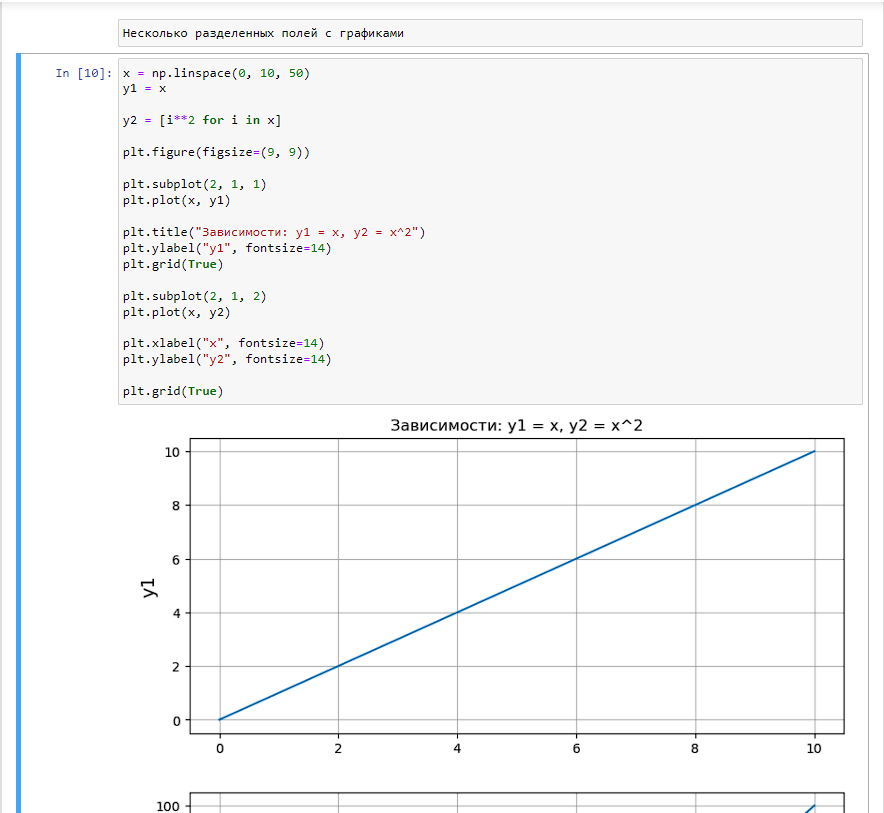 Несколько разделенных полей с графиками
In [10]: x = np.linspace(0, 10, 50)
y1 = x
y2 = [i**2 for i in x]
plt.figure(figsize=(9, 9))
plt.subplot(2, 1, 1)
plt.plot(x, y1)
plt.title("Зависимости: y1 = x, y2 = x^2")
plt.ylabel("y1", fontsize=14)
plt.grid(True)
plt.subplot(2, 1, 2)
plt.plot(x, y2)
plt.xlabel("x", fontsize=14)
plt.ylabel("y2", fontsize=14)
plt.grid(True)
Зависимости: y1 = x, y2 = x^2
10
8
6
y1
4
2
0
0 2 4 6 8 10
100